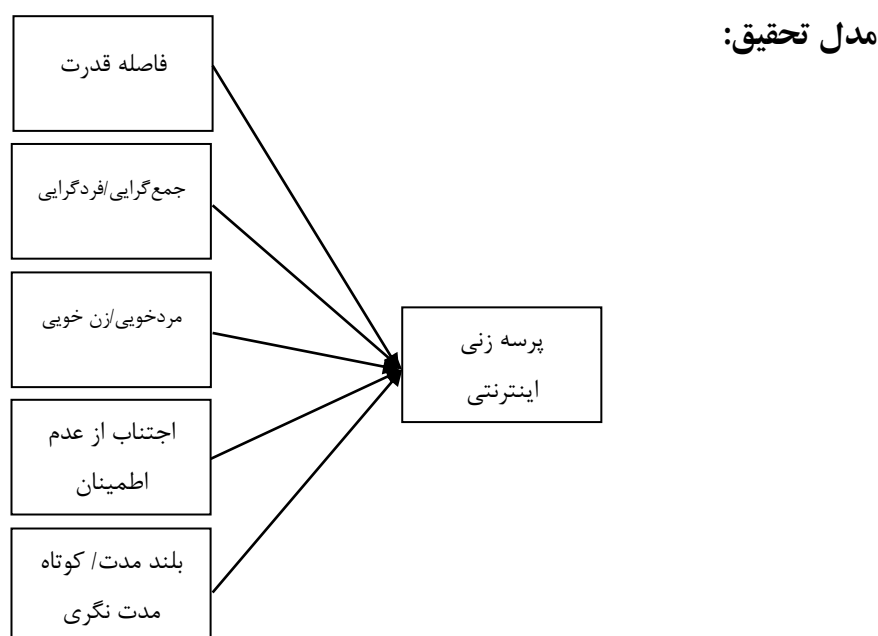 مدل تحقیق:
فاصله قدرت
جمع‌گرایی/فردگرایی
مردخویی/زن خویی
اجتناب از عدم
اطمینان
بلند مدت/ کوتاه
مدت نگری
پرسه زنی
اینترنتی